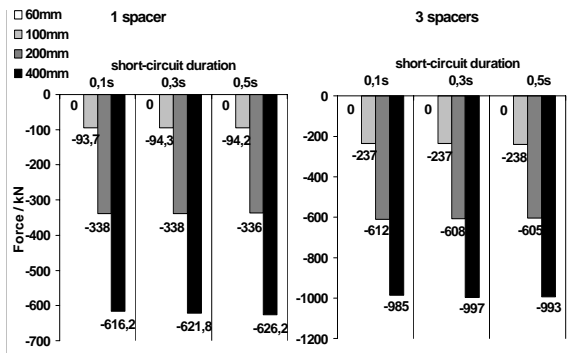 60mm
100mm
200mm
400mm
1 spacer
short-circuit duration
0,1s 0,3s 0,5s
Force / kN
0
-100
-200
-300
-400
-500
-600
-700
0 0 0
-93,7 -94,3 -94,2
-338 -338 -336
-616,2 -621,8 -626,2
3 spacers
short-circuit duration
0,1s 0,3s 0,5s
0
-200
-400
-600
-800
-1000
-1200
0 0 0
-237 -237 -238
-612 -608 -605
-985 -997 -993